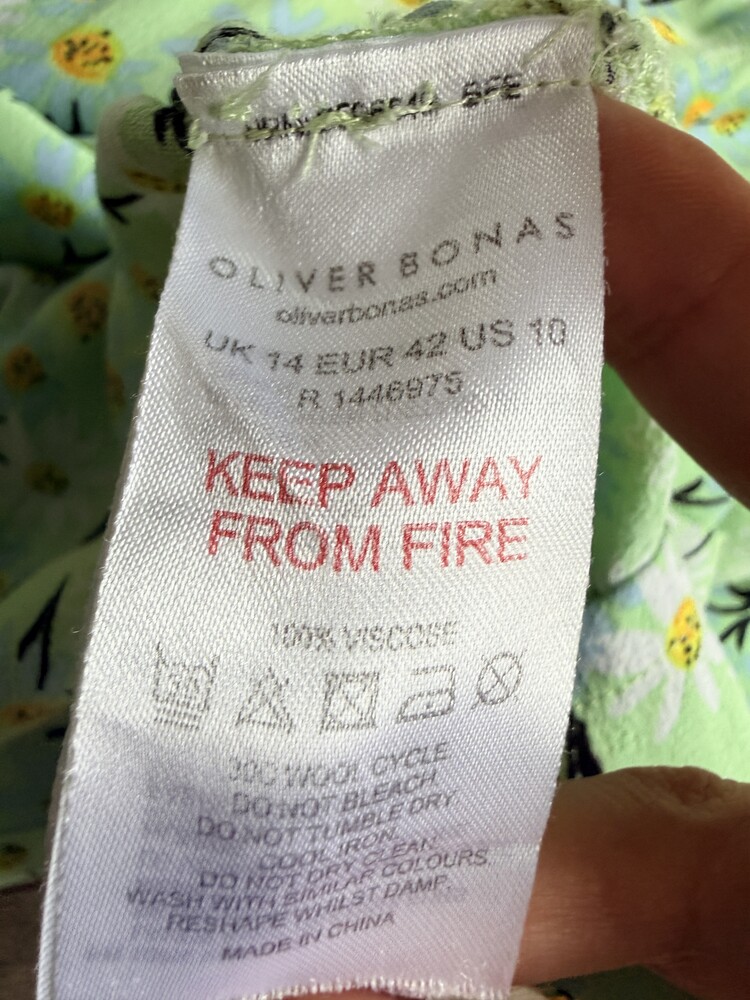 OLIVER BONAS
oliverbonas.com
UK 14 EUR 42 US 10
R 1446975
KEEP AWAY
FROM FIRE
100% VISCOSE
30C WOOL CYCLE
DO NOT BLEACH
DO NOT TUMBLE DRY
COOL IRON.
DO NOT DRY CLEAN.
WASH WITH SIMILAR COLOURS.
RESHAPE WHILST DAMP.
MADE IN CHINA